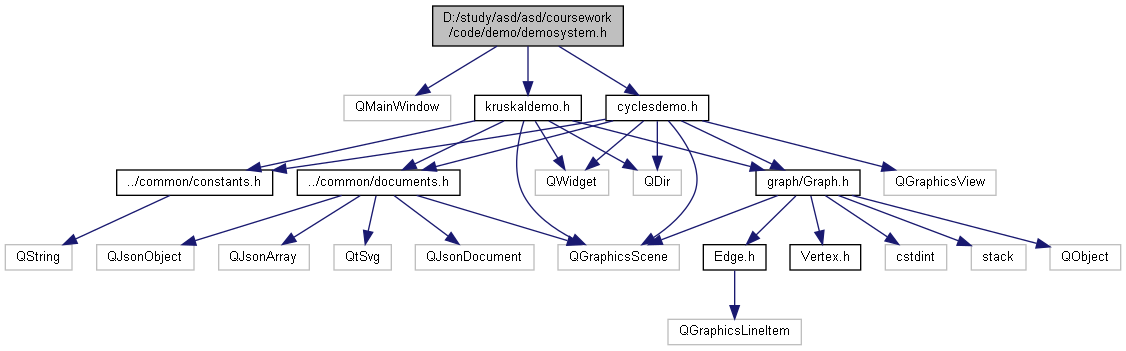 D:/study/asd/asd/coursework
/code/demo/demosystem.h
QMainWindow
kruskaldemo.h
cyclesdemo.h
../common/constants.h
../common/documents.h
QWidget
QDir
graph/Graph.h
QGraphicsView
QString
QJsonObject
QJsonArray
QtSvg
QJsonDocument
QGraphicsScene
Edge.h
Vertex.h
cstdint
stack
QObject
QGraphicsLineItem